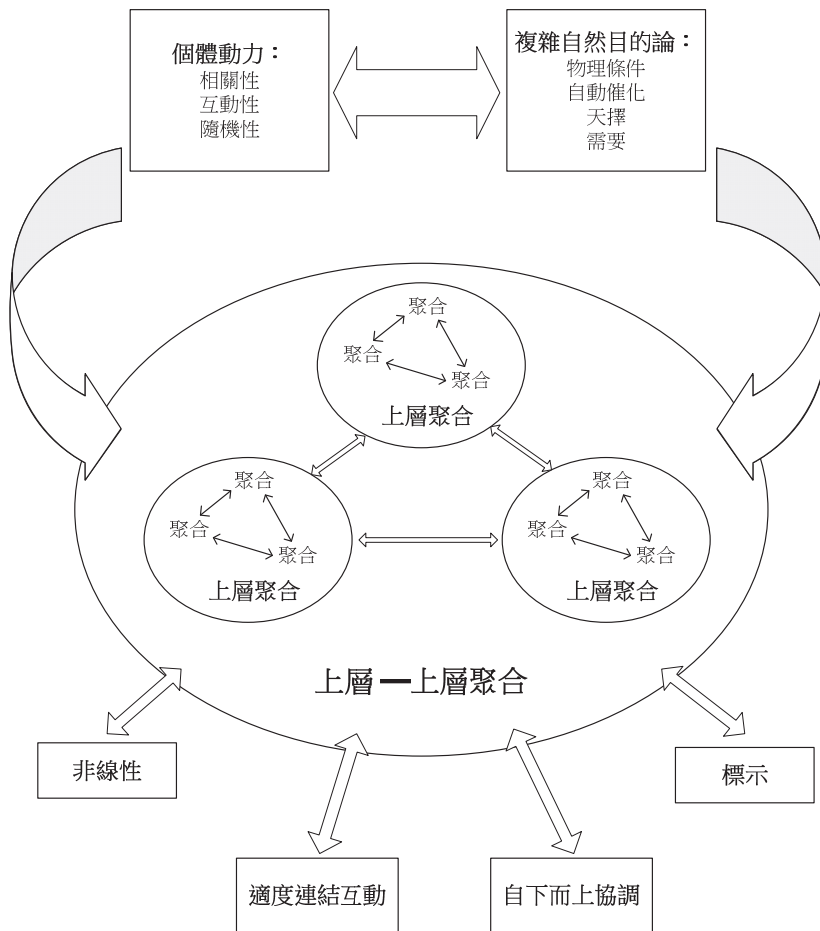 個體動力：
相關性
互動性
隨機性
複雜自然目的論：
物理條件
自動催化
天擇
需要
聚合
聚合
聚合
上層聚合
聚合
聚合
聚合
上層聚合
聚合
聚合
聚合
上層聚合
上層—上層聚合
非線性
標示
適度連結互動
自下而上協調